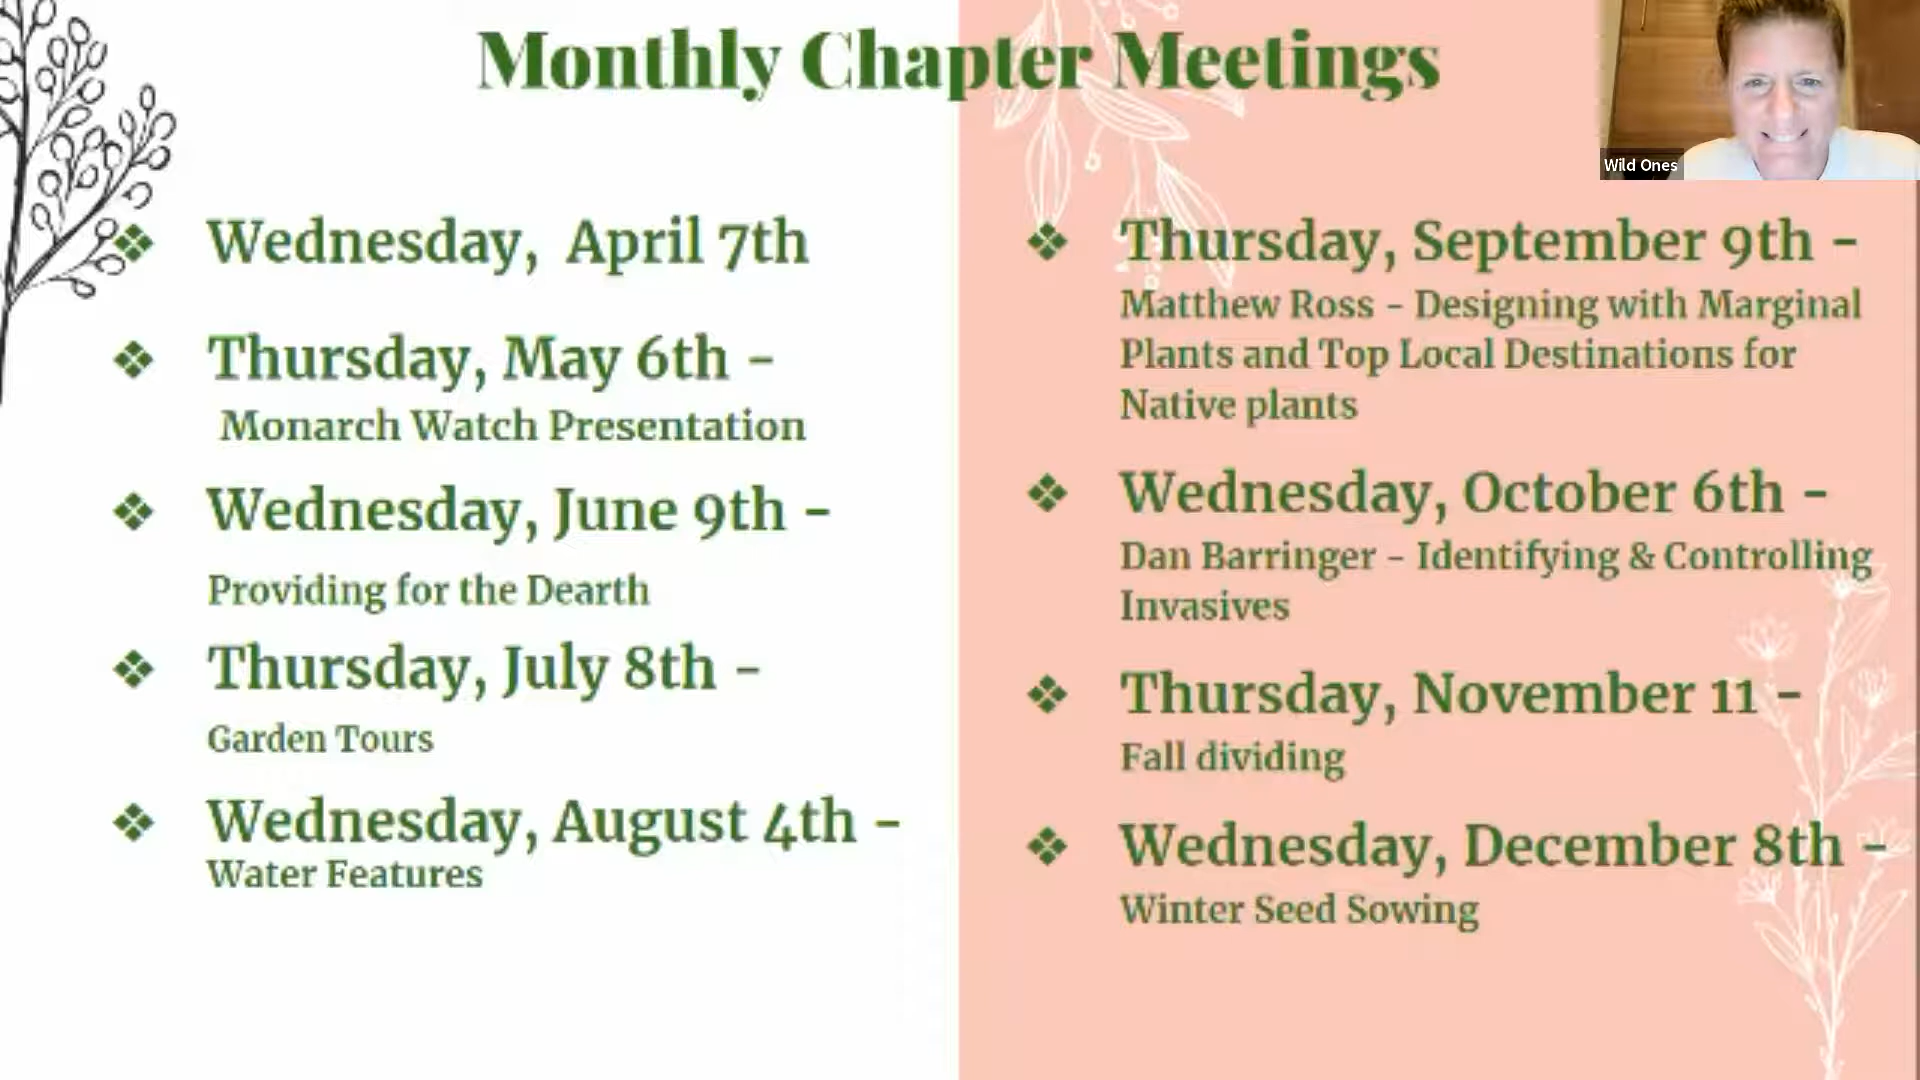 Monthly Chapter Meetings
Wild Ones
❖ Wednesday, April 7th
❖ Thursday, May 6th -
Monarch Watch Presentation
❖ Wednesday, June 9th -
Providing for the Dearth
❖ Thursday, July 8th -
Garden Tours
❖ Wednesday, August 4th -
Water Features
❖ Thursday, September 9th -
Matthew Ross - Designing with Marginal
Plants and Top Local Destinations for
Native plants
❖ Wednesday, October 6th -
Dan Barringer - Identifying & Controlling
Invasives
❖ Thursday, November 11 -
Fall dividing
❖ Wednesday, December 8th -
Winter Seed Sowing